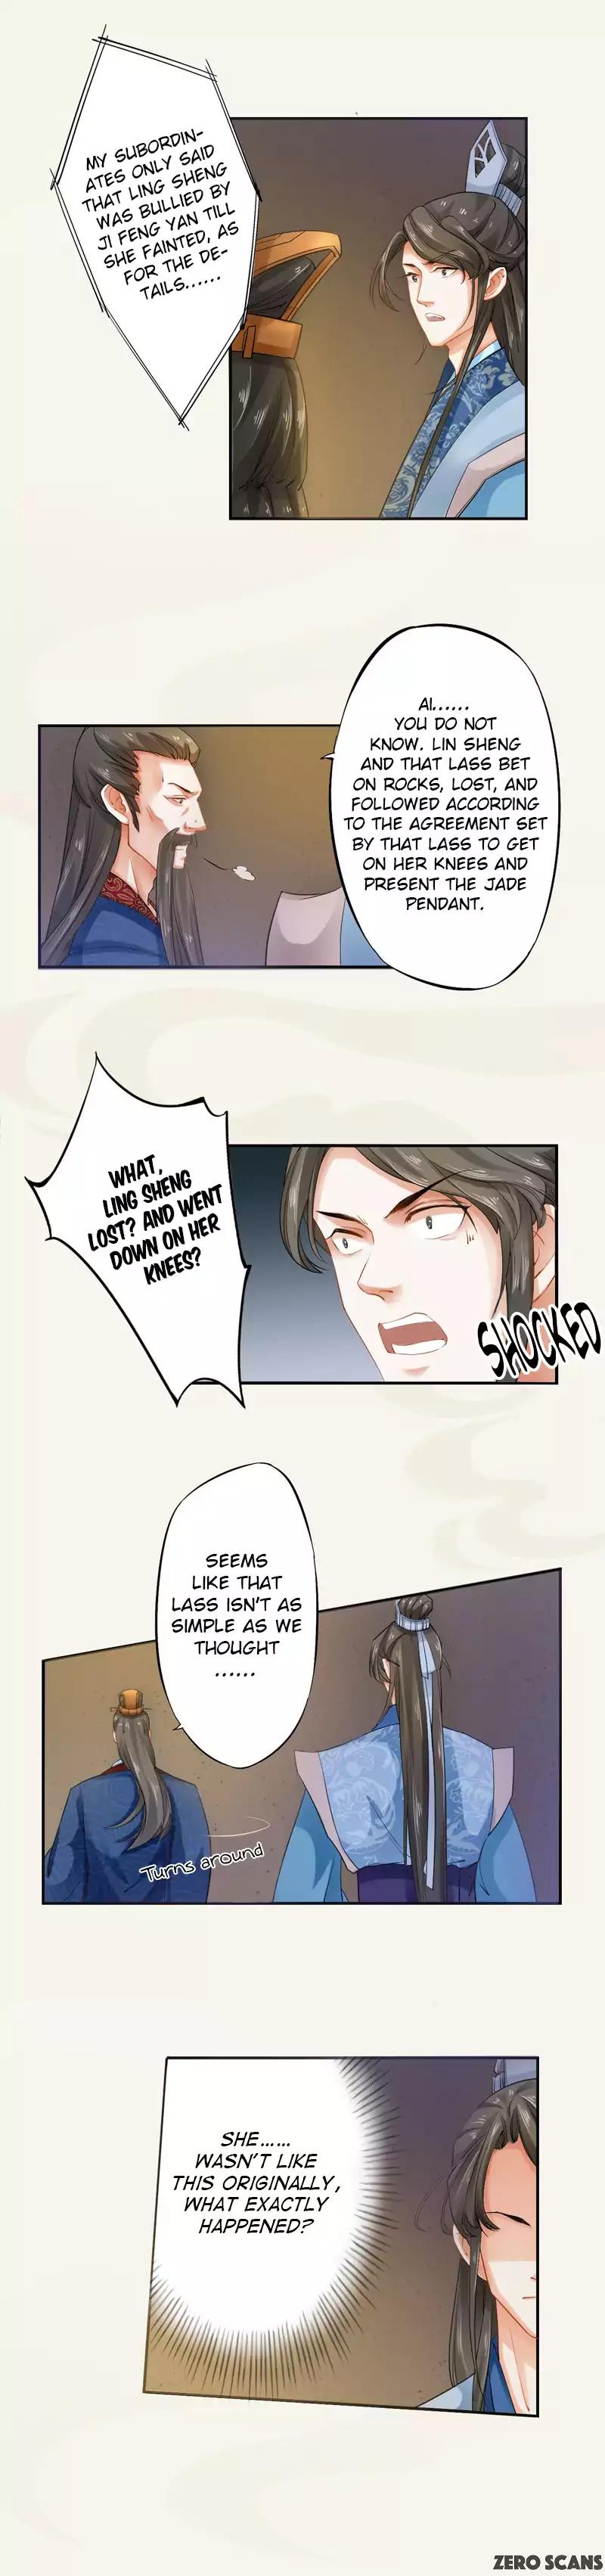 MY SUBORDIN-
ATES ONLY SAID
THAT LING SHENG
WAS BULLIED BY
JI FENG YAN TILL
SHE FAINTED, AS
FOR THE DE-
TAILS......
AI......
YOU DO NOT
KNOW. LIN SHENG
AND THAT LASS BET
ON ROCKS, LOST, AND
FOLLOWED ACCORDING
TO THE AGREEMENT SET
BY THAT LASS TO GET
ON HER KNEES AND
PRESENT THE JADE
PENDANT.
WHAT,
LING SHENG
LOST? AND WENT
DOWN ON HER
KNEES?
SHOCKED
SEEMS
LIKE THAT
LASS ISN'T AS
SIMPLE AS WE
THOUGHT
......
Turns around
SHE......
WASN'T LIKE
THIS ORIGINALLY,
WHAT EXACTLY
HAPPENED?
ZERO SCANS